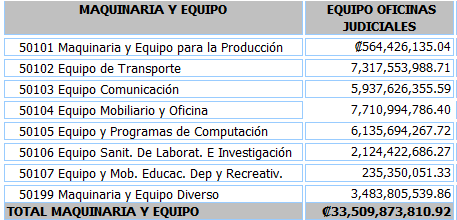 MAQUINARIA Y EQUIPO EQUIPO OFICINAS JUDICIALES
50101 Maquinaria y Equipo para la Producción ₡564,426,135.04
50102 Equipo de Transporte 7,317,553,988.71
50103 Equipo Comunicación 5,937,626,355.59
50104 Equipo Mobiliario y Oficina 7,710,994,786.40
50105 Equipo y Programas de Computación 6,135,694,267.72
50106 Equipo Sanit. De Laborat. E Investigación 2,124,422,686.27
50107 Equipo y Mob. Educac. Dep y Recreativ. 235,350,051.33
50199 Maquinaria y Equipo Diverso 3,483,805,539.86
TOTAL MAQUINARIA Y EQUIPO ₡33,509,873,810.92